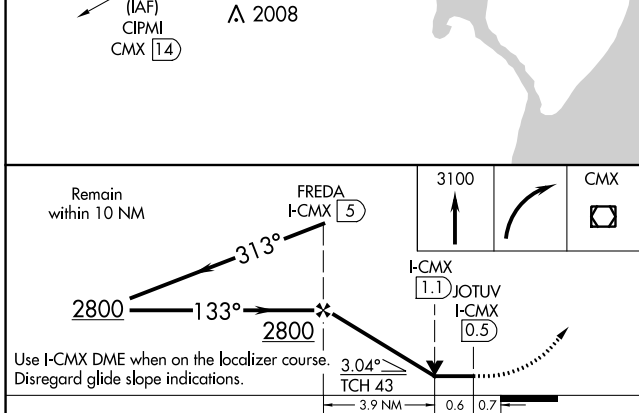 (IAF)
CIPMI
CMX 14
2008
Remain
within 10 NM
FREDA
I-CMX 5
3100
CMX
313°
2800
133°
2800
I-CMX
1.1
JOTUV
I-CMX
0.5
Use I-CMX DME when on the localizer course.
Disregard glide slope indications.
3.04°
TCH 43
3.9 NM
0.6
0.7